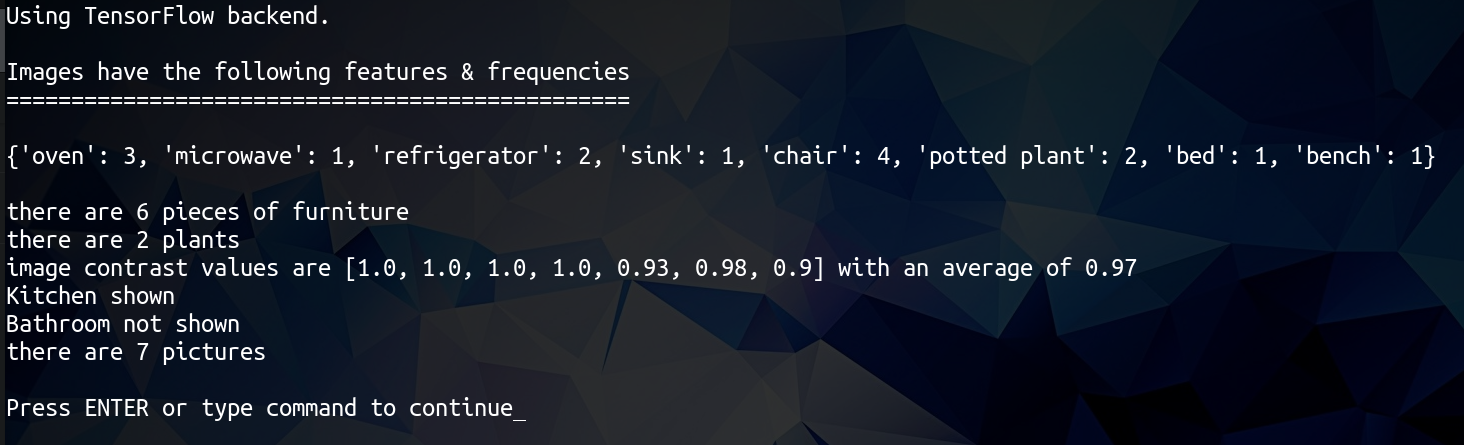 Using TensorFlow backend.
Images have the following features & frequencies
================================================
{'oven': 3, 'microwave': 1, 'refrigerator': 2, 'sink': 1, 'chair': 4, 'potted plant': 2, 'bed': 1, 'bench': 1}
there are 6 pieces of furniture
there are 2 plants
image contrast values are [1.0, 1.0, 1.0, 1.0, 0.93, 0.98, 0.9] with an average of 0.97
Kitchen shown
Bathroom not shown
there are 7 pictures
Press ENTER or type command to continue_